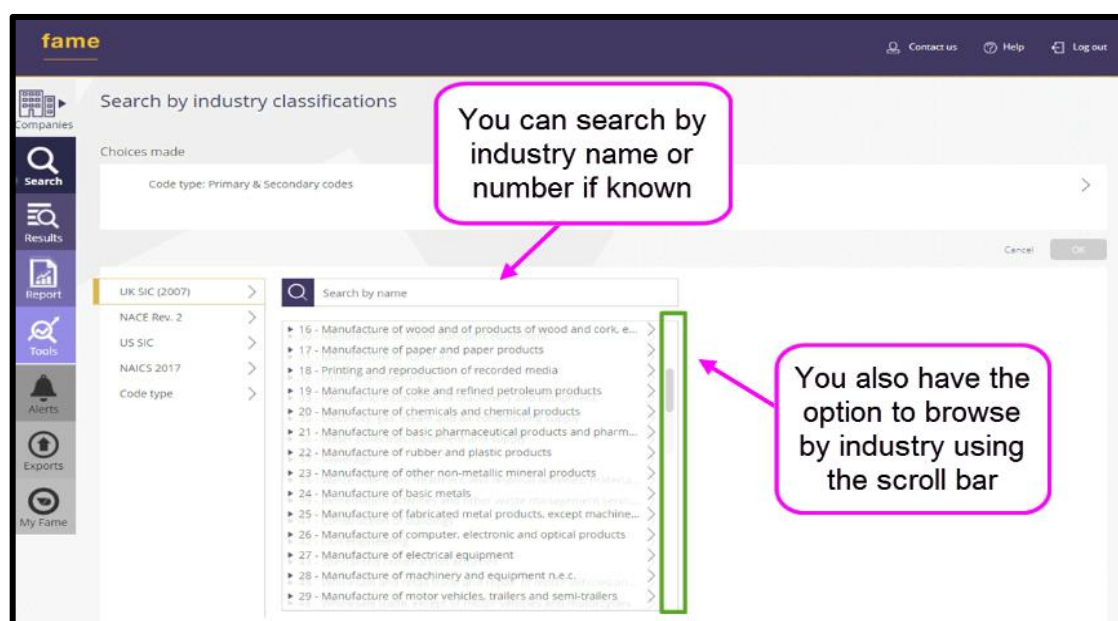 fame
Contact us
Help
Log out
Companies
Search
Results
Report
Tools
Alerts
Exports
My Fame
Search by industry classifications
Choices made
Code type: Primary & Secondary codes
You can search by
industry name or
number if known
Cancel
OK
UK SIC (2007)
NACE Rev. 2
US SIC
NAICS 2017
Code type
Search by name
16 - Manufacture of wood and of products of wood and cork, e...
17 - Manufacture of paper and paper products
18 - Printing and reproduction of recorded media
19 - Manufacture of coke and refined petroleum products
20 - Manufacture of chemicals and chemical products
21 - Manufacture of basic pharmaceutical products and pharm...
22 - Manufacture of rubber and plastic products
23 - Manufacture of other non-metallic mineral products
24 - Manufacture of basic metals
25 - Manufacture of fabricated metal products, except machine...
26 - Manufacture of computer, electronic and optical products
27 - Manufacture of electrical equipment
28 - Manufacture of machinery and equipment n.e.c.
29 - Manufacture of motor vehicles, trailers and semi-trailers
You also have the
option to browse
by industry using
the scroll bar